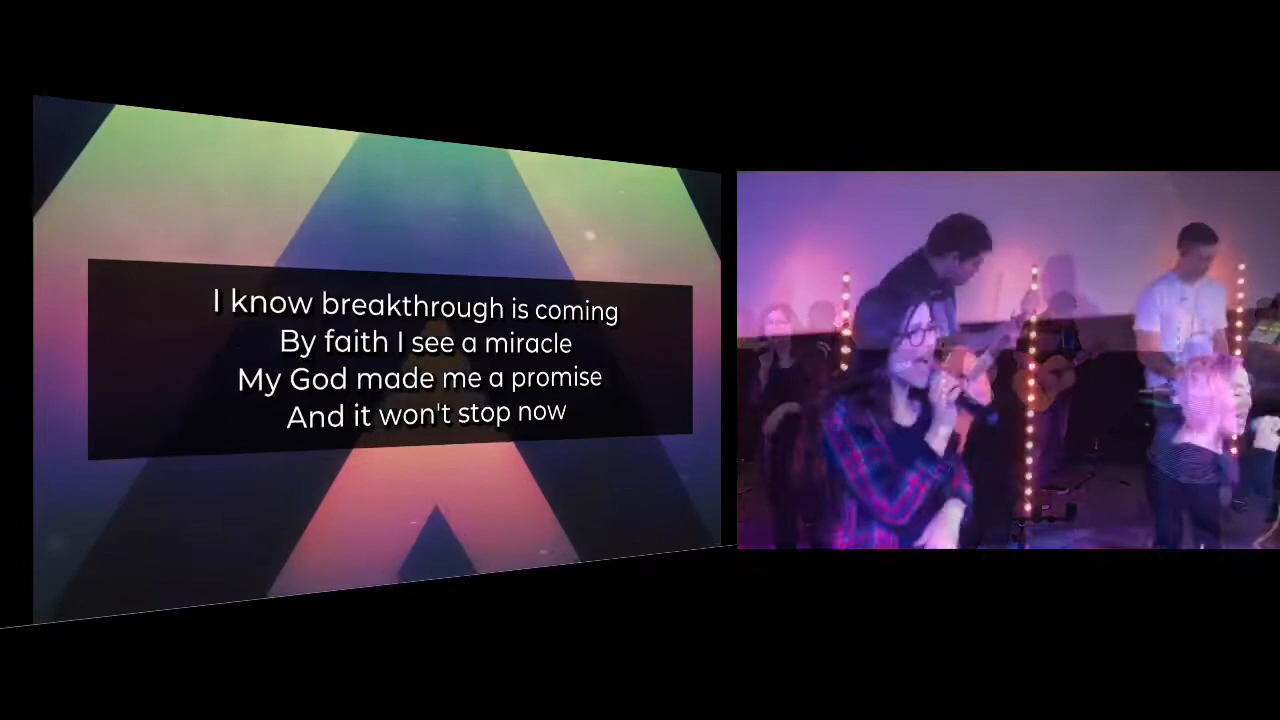 I know breakthrough is coming
By faith I see a miracle
My God made me a promise
And it won't stop now